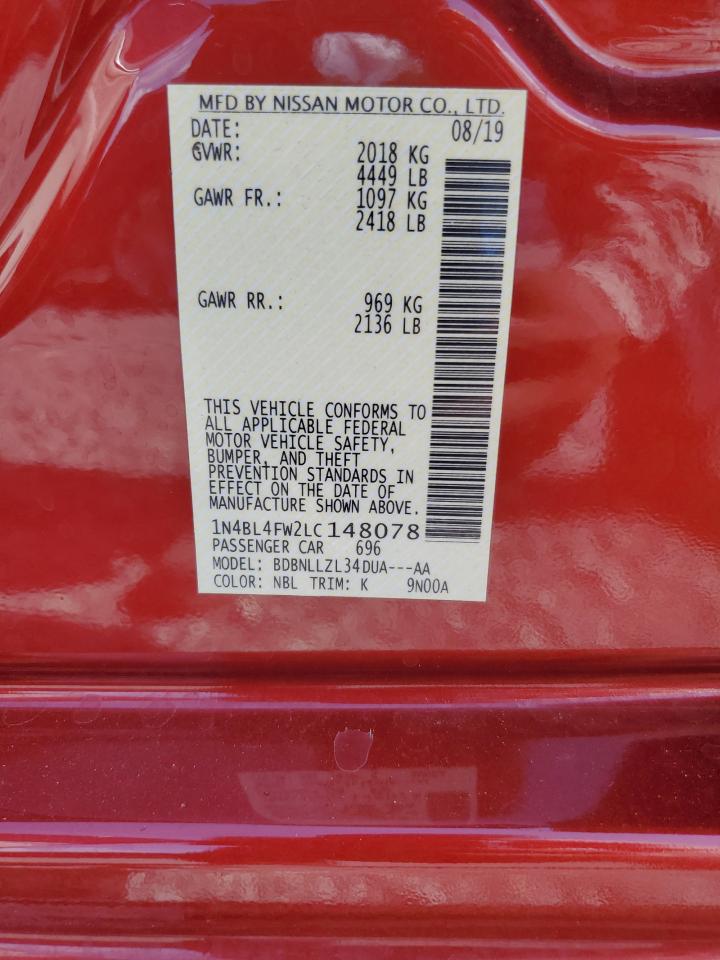 MFD BY NISSAN MOTOR CO., LTD.
DATE: 08/19
GVWR: 2018 KG
4449 LB
GAWR FR.: 1097 KG
2418 LB
GAWR RR.: 969 KG
2136 LB
THIS VEHICLE CONFORMS TO
ALL APPLICABLE FEDERAL
MOTOR VEHICLE SAFETY,
BUMPER, AND THEFT
PREVENTION STANDARDS IN
EFFECT ON THE DATE OF
MANUFACTURE SHOWN ABOVE.
1N4BL4FW2LC148078
PASSENGER CAR 696
MODEL: BDBNLLZL34DUA---AA
COLOR: NBL TRIM: K 9N00A